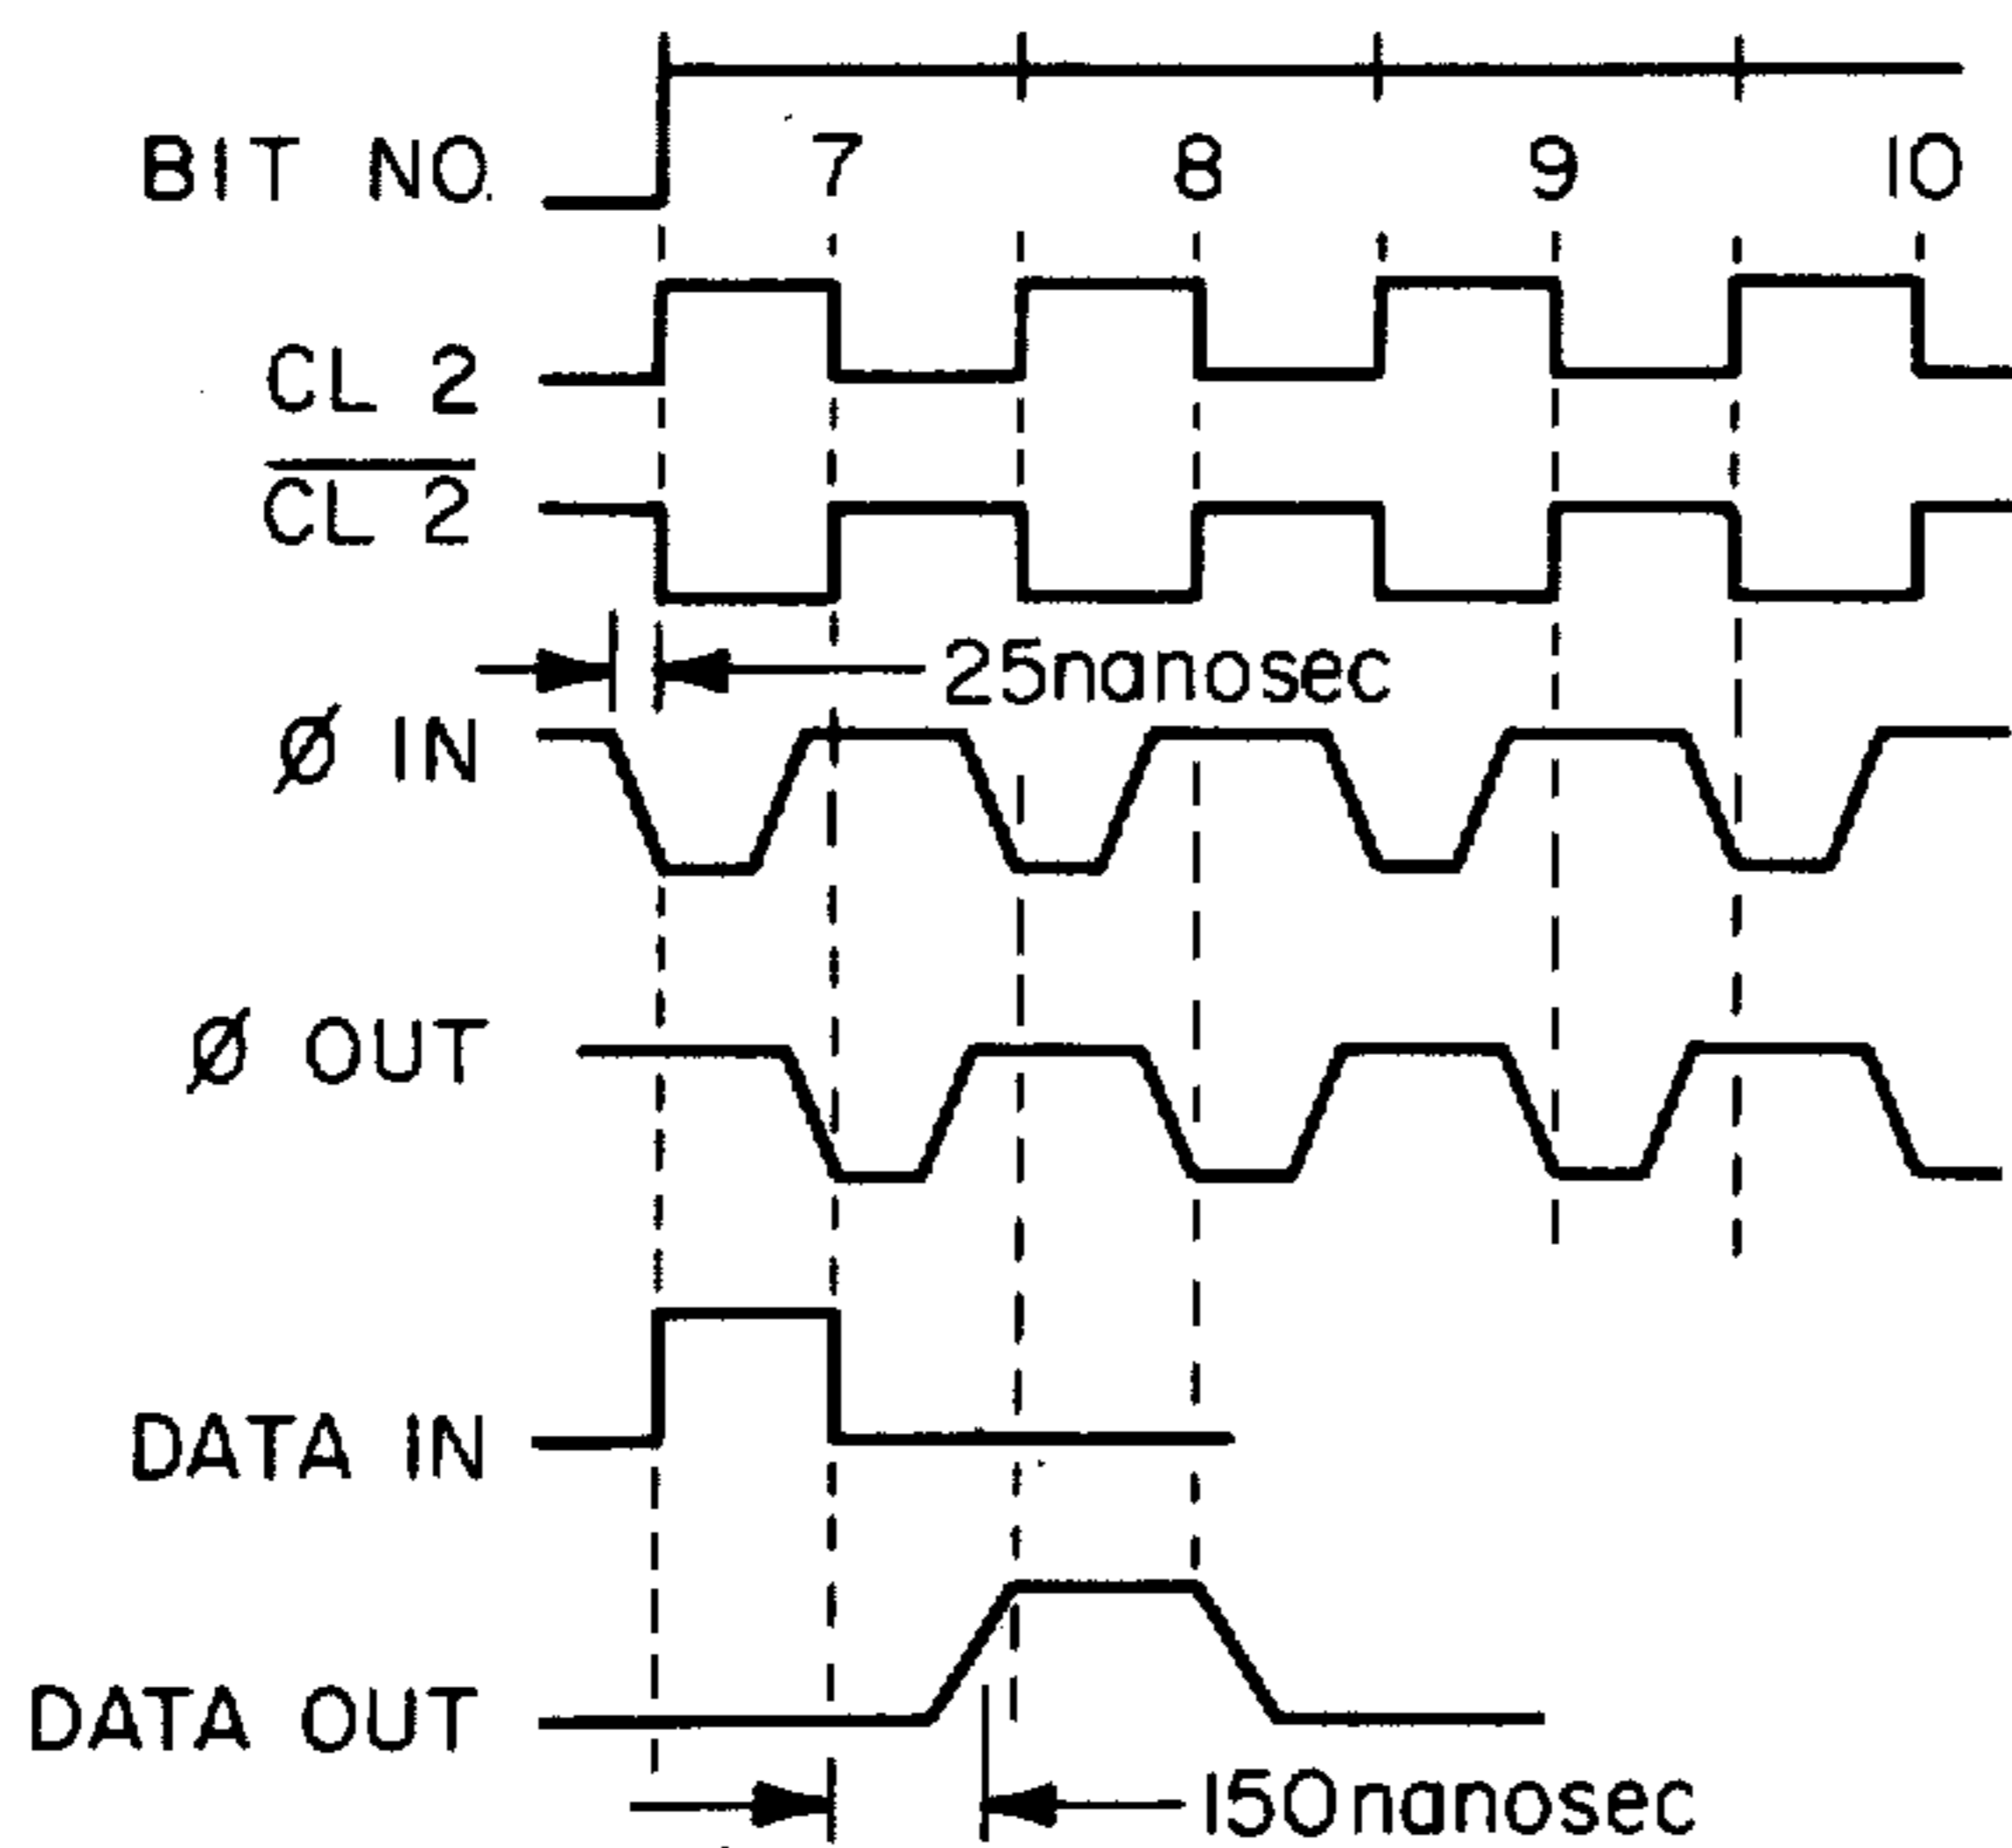 BIT NO. 7 8 9 10
CL 2
CL 2
25nanosec
Ø IN
Ø OUT
DATA IN
DATA OUT
150nanosec